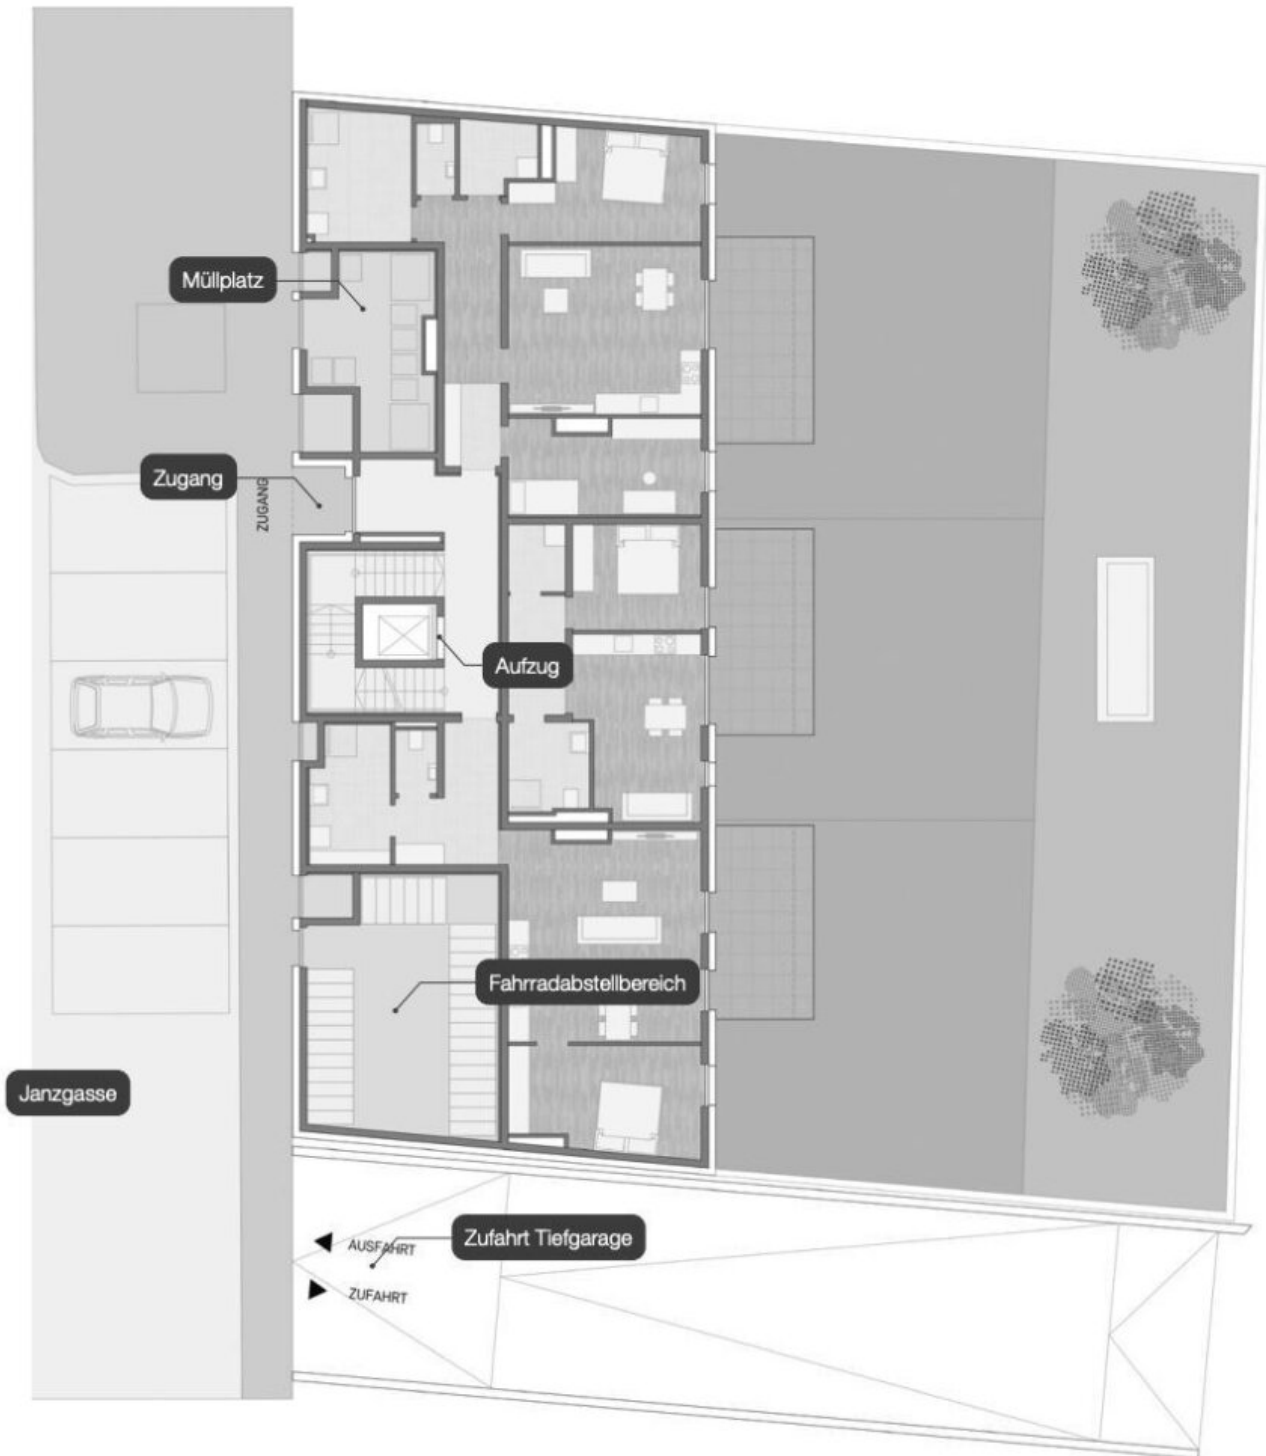 Müllplatz
Zugang
ZUGANG
Aufzug
Fahrradabstellbereich
Janzgasse
Zufahrt Tiefgarage
AUSFAHRT
ZUFAHRT